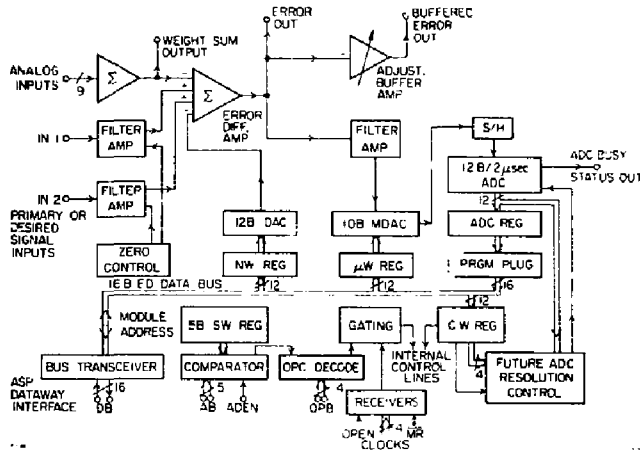 ERROR OUT
BUFFERED ERROR OUT
WEIGHT SUM OUTPUT
ANALOG INPUTS
9
Σ
Σ
ADJUST. BUFFER AMP
ERROR DIFF. AMP
IN 1
FILTER AMP
FILTER AMP
S/H
12 B/2μsec ADC
ADC BUSY STATUS OUT
IN 2
FILTER AMP
PRIMARY OR DESIRED SIGNAL INPUTS
12
12B DAC
10B MDAC
ADC REG
ZERO CONTROL
NW REG
μW REG
PRGM PLUG
16 B ED DATA BUS
12
12
16
MODULE ADDRESS
5B SW REG
GATING
12
CW REG
BUS TRANSCEIVER
COMPARATOR
OPC DECODE
INTERNAL CONTROL LINES
FUTURE ADC RESOLUTION CONTROL
4
ASP DATAWAY INTERFACE
16
DB
5
AB
ADEN
4
OPB
RECEIVERS
OPEN
4
MR
CLOCKS